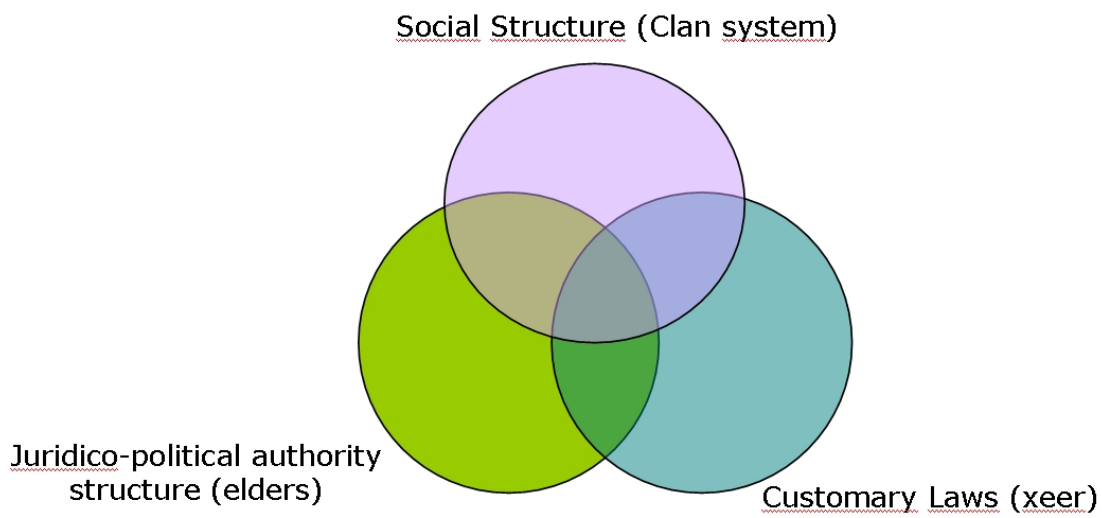 Social Structure (Clan system)
Juridico-political authority
structure (elders)
Customary Laws (xeer)